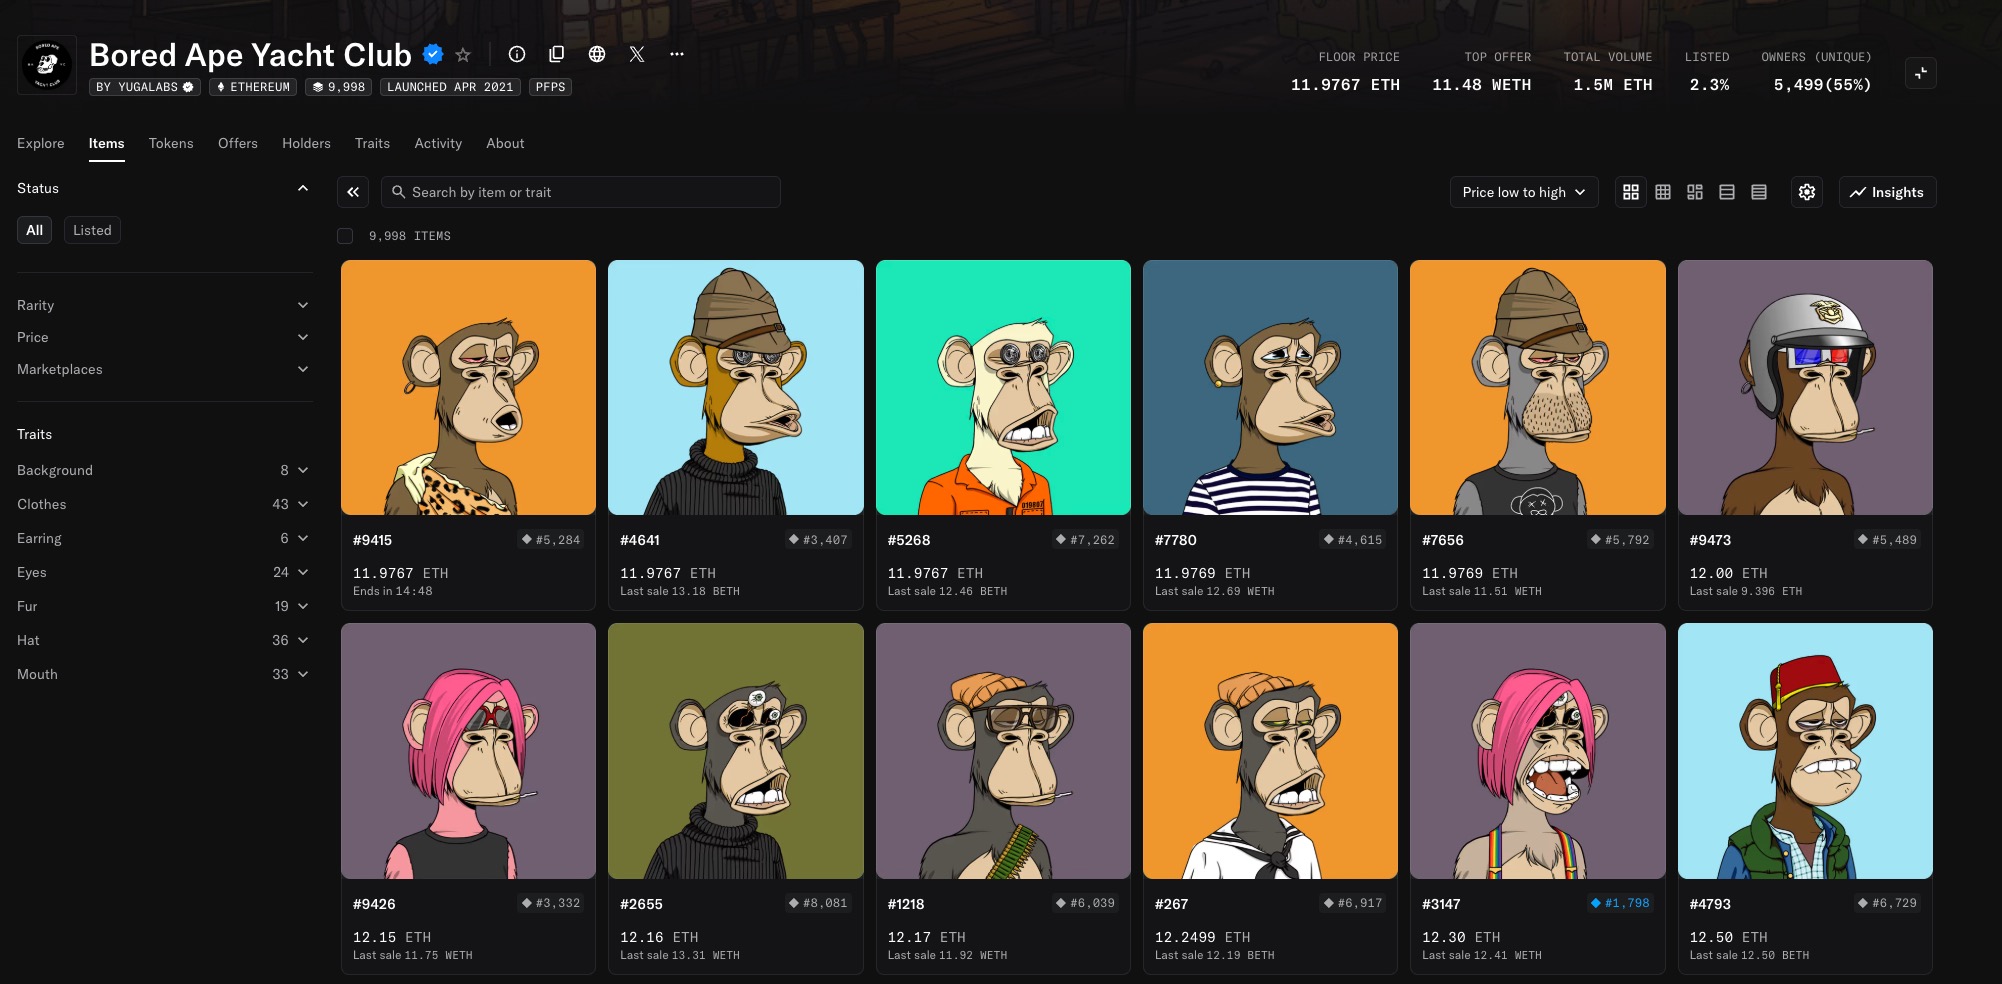 Bored Ape Yacht Club
BY YUGALABS ETHEREUM 9,998 LAUNCHED APR 2021 PFPS
FLOOR PRICE TOP OFFER TOTAL VOLUME LISTED OWNERS (UNIQUE)
11.9767 ETH 11.48 WETH 1.5M ETH 2.3% 5,499(55%)
Explore Items Tokens Offers Holders Traits Activity About
Status
All Listed
Rarity
Price
Marketplaces
Traits
Background 8
Clothes 43
Earring 6
Eyes 24
Fur 19
Hat 36
Mouth 33
Search by item or trait
Price low to high
Insights
9,998 ITEMS
#9415 #5,284
11.9767 ETH
Ends in 14:48
#4641 #3,407
11.9767 ETH
Last sale 13.18 BETH
#5268 #7,262
11.9767 ETH
Last sale 12.46 BETH
#7780 #4,615
11.9769 ETH
Last sale 12.69 WETH
#7656 #5,792
11.9769 ETH
Last sale 11.51 WETH
#9473 #5,489
12.00 ETH
Last sale 9.396 ETH
#9426 #3,332
12.15 ETH
Last sale 11.75 WETH
#2655 #8,081
12.16 ETH
Last sale 13.31 WETH
#1218 #6,039
12.17 ETH
Last sale 11.92 WETH
#267 #6,917
12.2499 ETH
Last sale 12.19 BETH
#3147 #1,798
12.30 ETH
Last sale 12.41 WETH
#4793 #6,729
12.50 ETH
Last sale 12.50 BETH